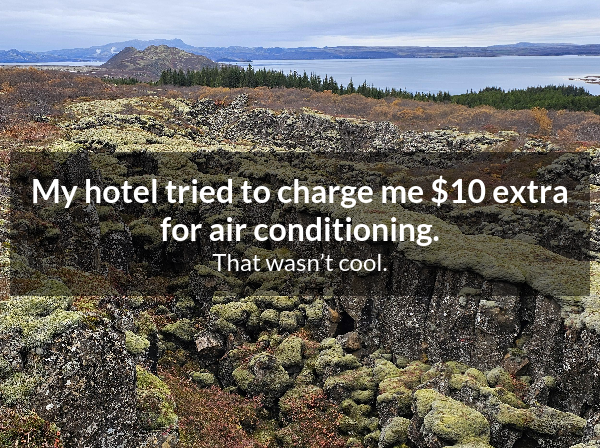 My hotel tried to charge me $10 extra
for air conditioning.
That wasn’t cool.